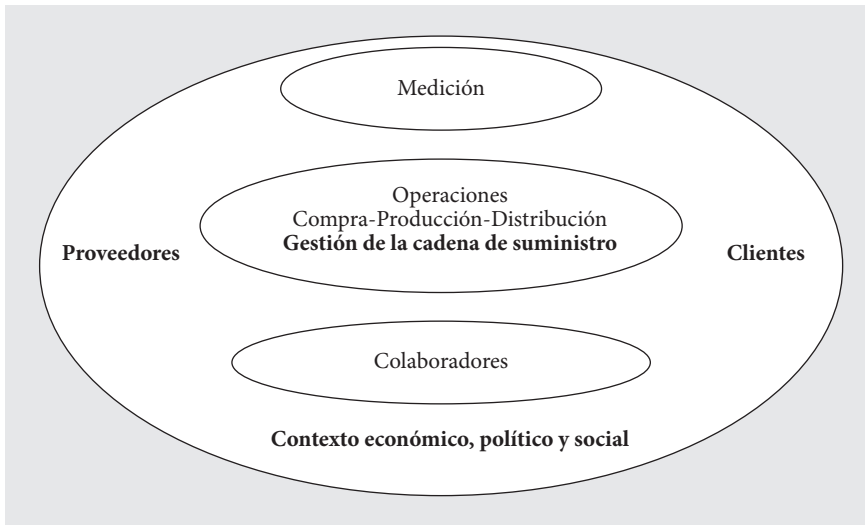 Medición
Operaciones
Compra-Producción-Distribución
Gestión de la cadena de suministro
Proveedores
Clientes
Colaboradores
Contexto económico, político y social